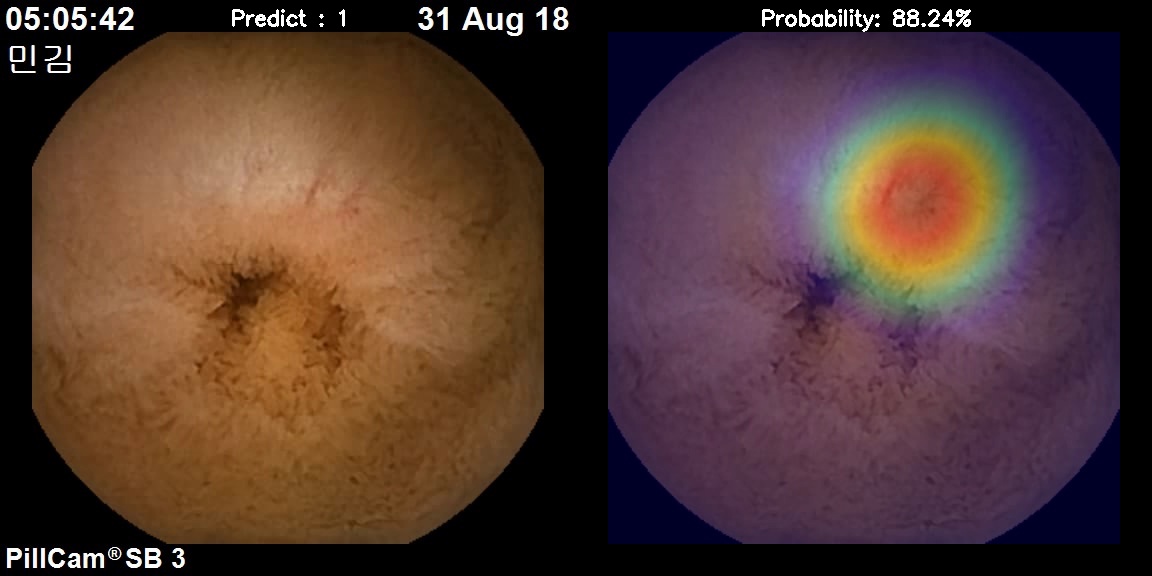 05:05:42
Predict : 1
31 Aug 18
Probability: 88.24%
민김
PillCam® SB 3